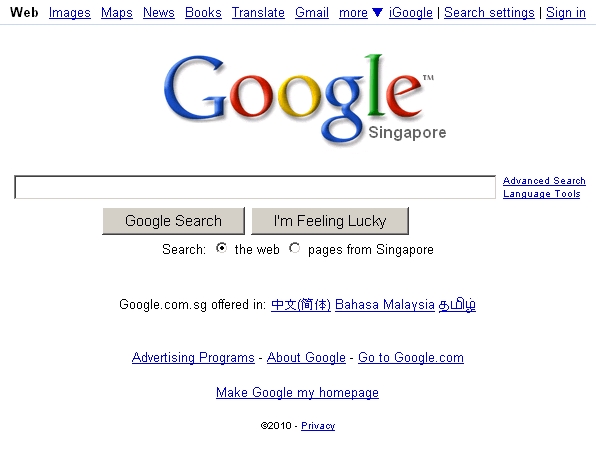 Web Images Maps News Books Translate Gmail more ▼ iGoogle | Search settings | Sign in
Google™
Singapore
Advanced Search
Language Tools
Google Search I'm Feeling Lucky
Search: the web pages from Singapore
Google.com.sg offered in: 中文(简体) Bahasa Malaysia தமிழ்
Advertising Programs - About Google - Go to Google.com
Make Google my homepage
©2010 - Privacy